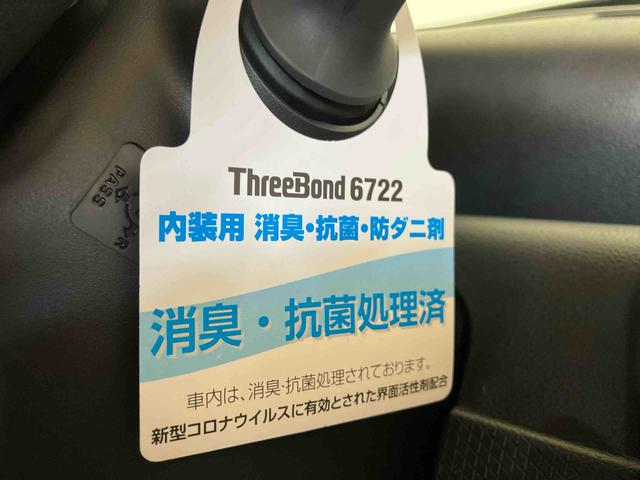 ThreeBond 6722
内装用 消臭・抗菌・防ダニ剤
消臭・抗菌処理済
車内は、消臭・抗菌処理されております。
新型コロナウイルスに有効とされた界面活性剤配合
PASS